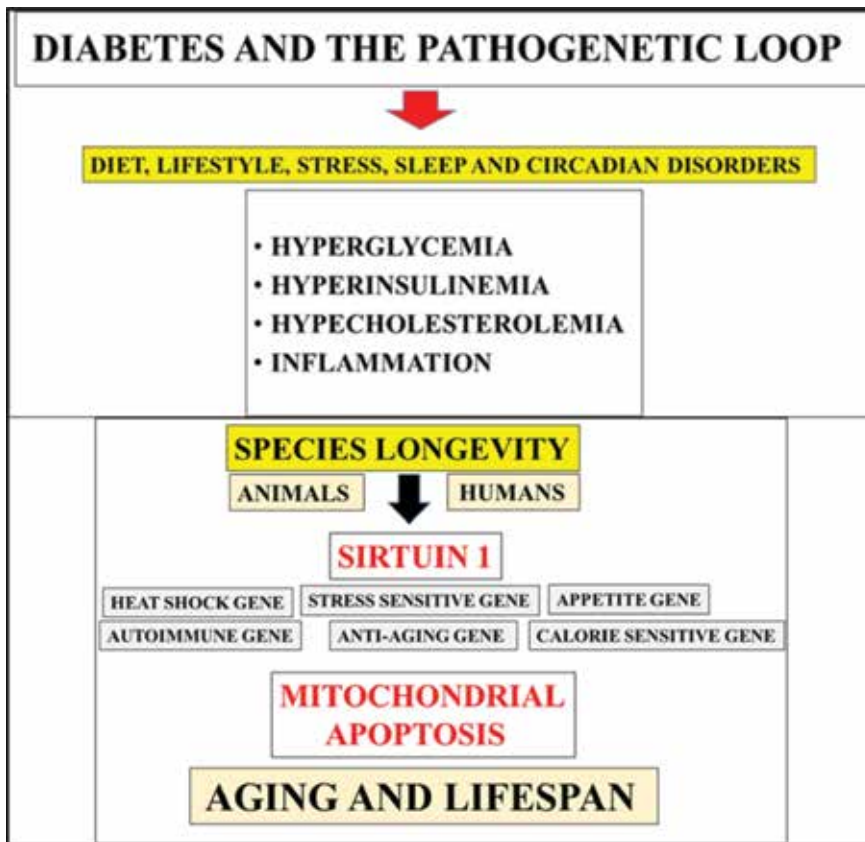 DIABETES AND THE PATHOGENETIC LOOP
DIET, LIFESTYLE, STRESS, SLEEP AND CIRCADIAN DISORDERS
• HYPERGLYCEMIA
• HYPERINSULINEMIA
• HYPECHOLESTEROLEMIA
• INFLAMMATION
SPECIES LONGEVITY
ANIMALS HUMANS
SIRTUIN 1
HEAT SHOCK GENE STRESS SENSITIVE GENE APPETITE GENE
AUTOIMMUNE GENE ANTI-AGING GENE CALORIE SENSITIVE GENE
MITOCHONDRIAL
APOPTOSIS
AGING AND LIFESPAN